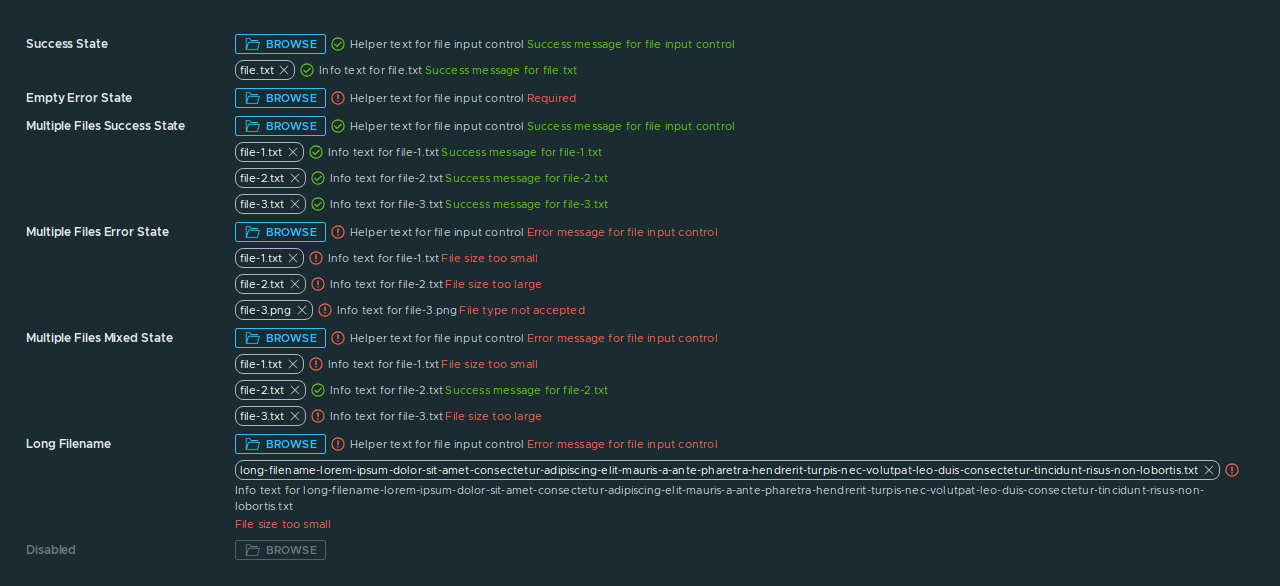 Success State BROWSE Helper text for file input control Success message for file input control
file.txt Info text for file.txt Success message for file.txt
Empty Error State BROWSE Helper text for file input control Required
Multiple Files Success State BROWSE Helper text for file input control Success message for file input control
file-1.txt Info text for file-1.txt Success message for file-1.txt
file-2.txt Info text for file-2.txt Success message for file-2.txt
file-3.txt Info text for file-3.txt Success message for file-3.txt
Multiple Files Error State BROWSE Helper text for file input control Error message for file input control
file-1.txt Info text for file-1.txt File size too small
file-2.txt Info text for file-2.txt File size too large
file-3.png Info text for file-3.png File type not accepted
Multiple Files Mixed State BROWSE Helper text for file input control Error message for file input control
file-1.txt Info text for file-1.txt File size too small
file-2.txt Info text for file-2.txt Success message for file-2.txt
file-3.txt Info text for file-3.txt File size too large
Long Filename BROWSE Helper text for file input control Error message for file input control
long-filename-lorem-ipsum-dolor-sit-amet-consectetur-adipiscing-elit-mauris-a-ante-pharetra-hendrerit-turpis-nec-volutpat-leo-duis-consectetur-tincidunt-risus-non-lobortis.txt
Info text for long-filename-lorem-ipsum-dolor-sit-amet-consectetur-adipiscing-elit-mauris-a-ante-pharetra-hendrerit-turpis-nec-volutpat-leo-duis-consectetur-tincidunt-risus-non-
lobortis.txt
File size too small
Disabled BROWSE